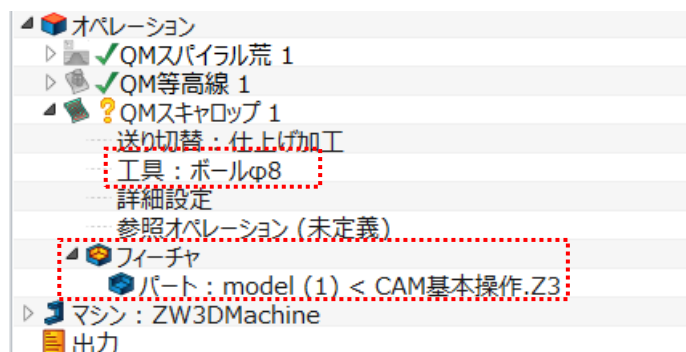 オペレーション
QMスパイラル荒 1
QM等高線 1
QMスキャロップ 1
送り切替：仕上げ加工
工具：ボールφ8
詳細設定
参照オペレーション (未定義)
フィーチャ
パート：model (1) < CAM基本操作.Z3
マシン：ZW3DMachine
出力